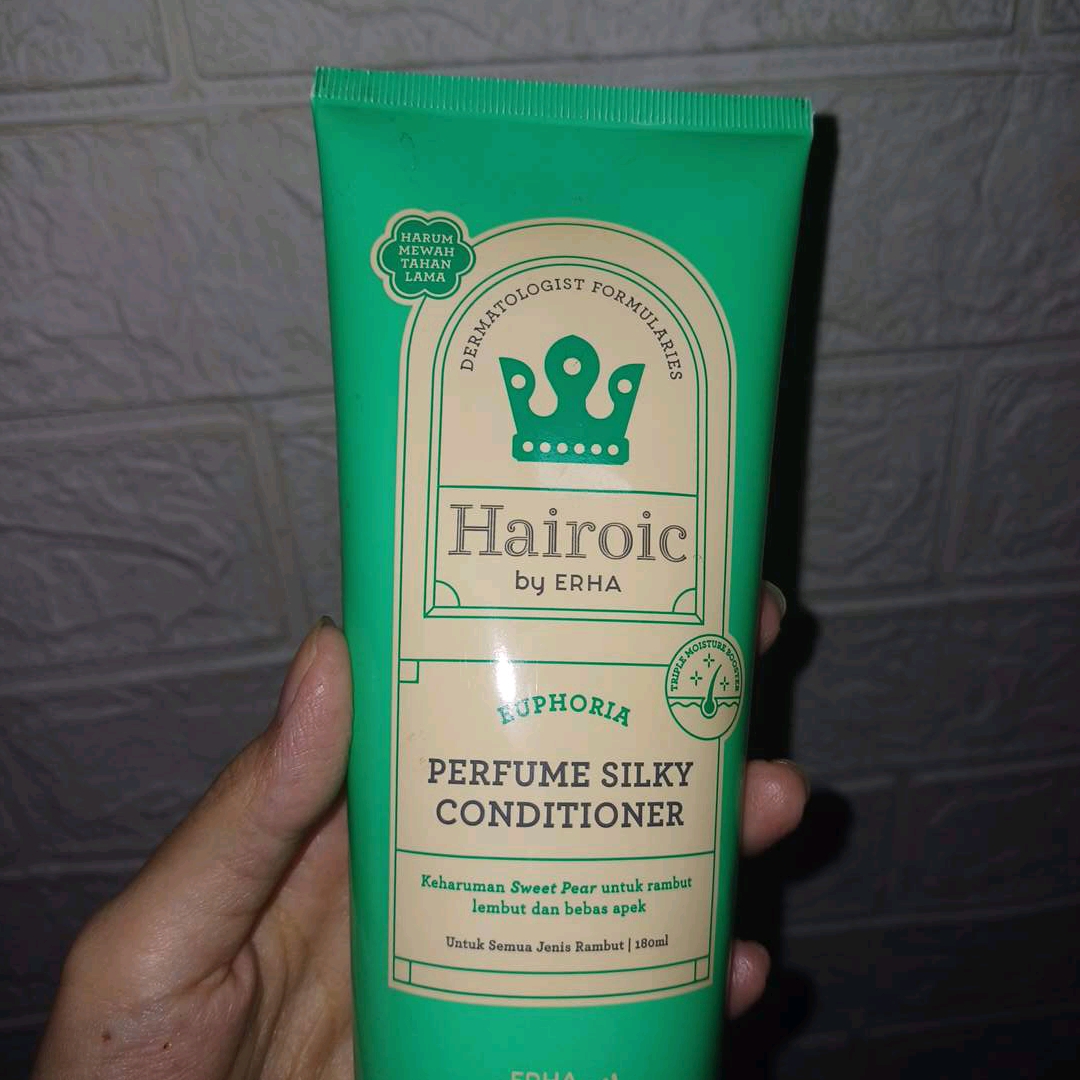 HARUM
MEWAH
TAHAN
LAMA
DERMATOLOGIST FORMULARIES
Hairoic
by ERHA
TRIPLE MOISTURE BOOSTER
EUPHORIA
PERFUME SILKY
CONDITIONER
Keharuman Sweet Pear untuk rambut
lembut dan bebas apek
Untuk Semua Jenis Rambut | 180ml
ERHA